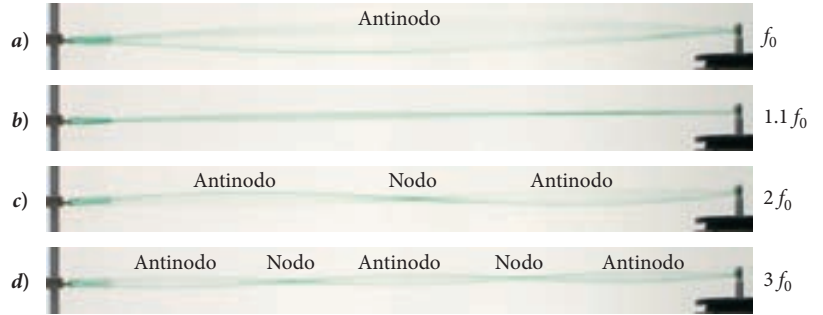 Antinodo
a) f0
b) 1.1 f0
Antinodo Nodo Antinodo
c) 2 f0
Antinodo Nodo Antinodo Nodo Antinodo
d) 3 f0